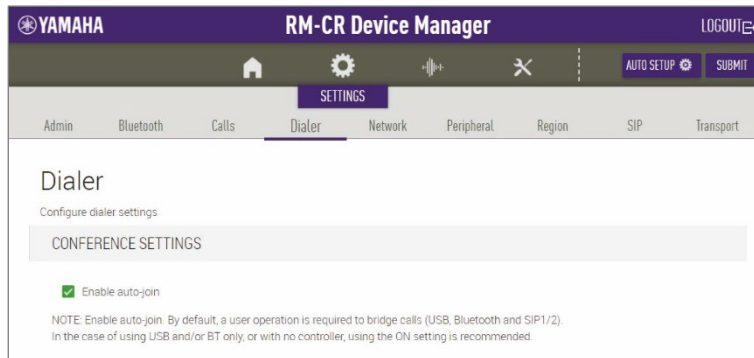 YAMAHA
RM-CR Device Manager
LOGOUT
AUTO SETUP
SUBMIT
SETTINGS
Admin
Bluetooth
Calls
Dialer
Network
Peripheral
Region
SIP
Transport
Dialer
Configure dialer settings
CONFERENCE SETTINGS
Enable auto-join
NOTE: Enable auto-join. By default, a user operation is required to bridge calls (USB, Bluetooth and SIP1/2).
In the case of using USB and/or BT only, or with no controller, using the ON setting is recommended.